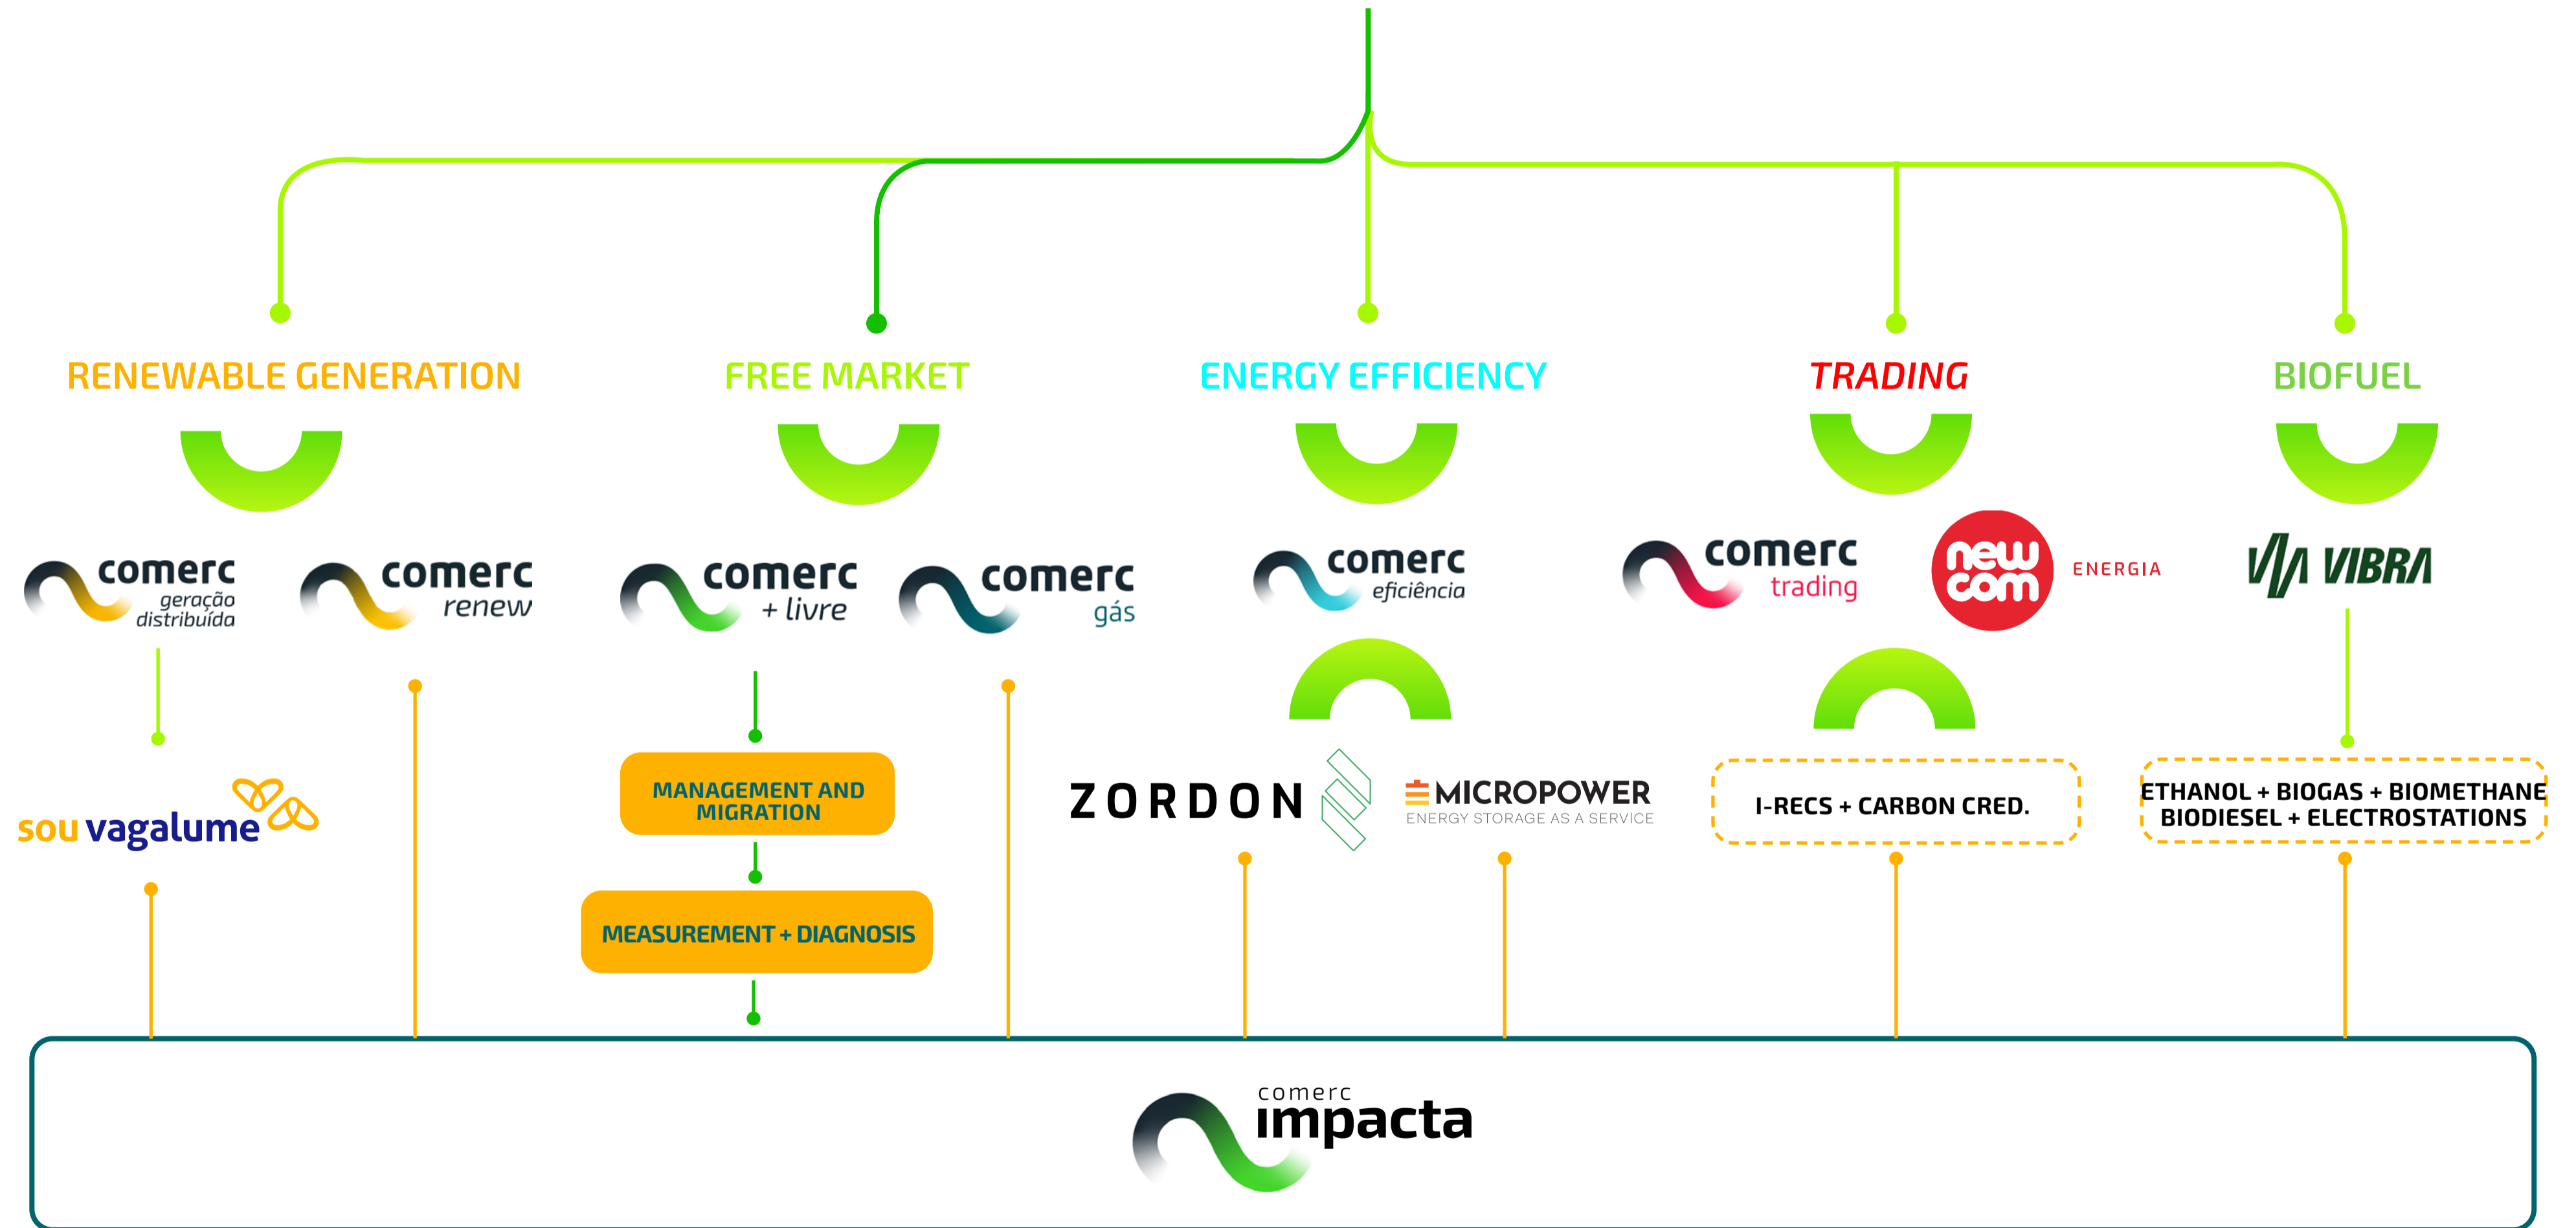 RENEWABLE GENERATION
FREE MARKET
ENERGY EFFICIENCY
TRADING
BIOFUEL
comerc
geração
distribuída
comerc
renew
comerc
+ livre
comerc
gás
comerc
eficiência
comerc
trading
new
com
ENERGIA
VIBRA
sou vagalume
MANAGEMENT AND
MIGRATION
MEASUREMENT + DIAGNOSIS
ZORDON
MICROPOWER
ENERGY STORAGE AS A SERVICE
I-RECS + CARBON CRED.
ETHANOL + BIOGAS + BIOMETHANE
BIODIESEL + ELECTROSTATIONS
comerc
impacta